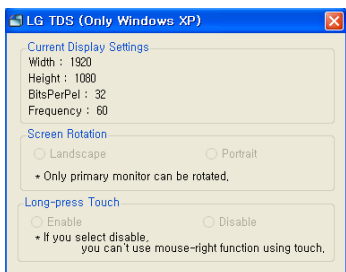 LG TDS (Only Windows XP)
Current Display Settings
Width : 1920
Height : 1080
BitsPerPel : 32
Frequency : 60
Screen Rotation
Landscape Portrait
* Only primary monitor can be rotated,
Long-press Touch
Enable Disable
* If you select disable,
you can't use mouse-right function using touch,